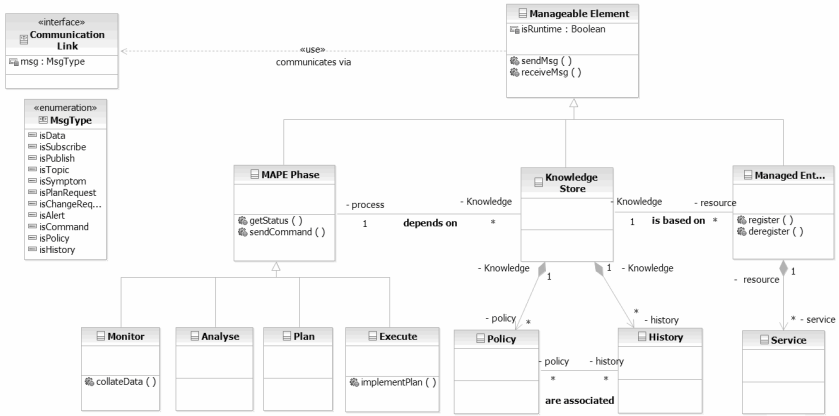 «interface»
Communication
Link
msg : MsgType
«enumeration»
MsgType
isData
isSubscribe
isPublish
isTopic
isSymptom
isPlanRequest
isChangeReq...
isAlert
isCommand
isPolicy
isHistory
«use»
communicates via
Manageable Element
isRuntime : Boolean
sendMsg ( )
receiveMsg ( )
MAPE Phase
getStatus ( )
sendCommand ( )
- process
- Knowledge
1
depends on
*
Knowledge
Store
- Knowledge
- resource
1
is based on
*
Managed Ent...
register ( )
deregister ( )
- Knowledge
1
1
- Knowledge
- resource
1
- policy
*
*
- history
* - service
Monitor
collateData ( )
Analyse
Plan
Execute
implementPlan ( )
Policy
- policy
- history
*
*
are associated
History
Service